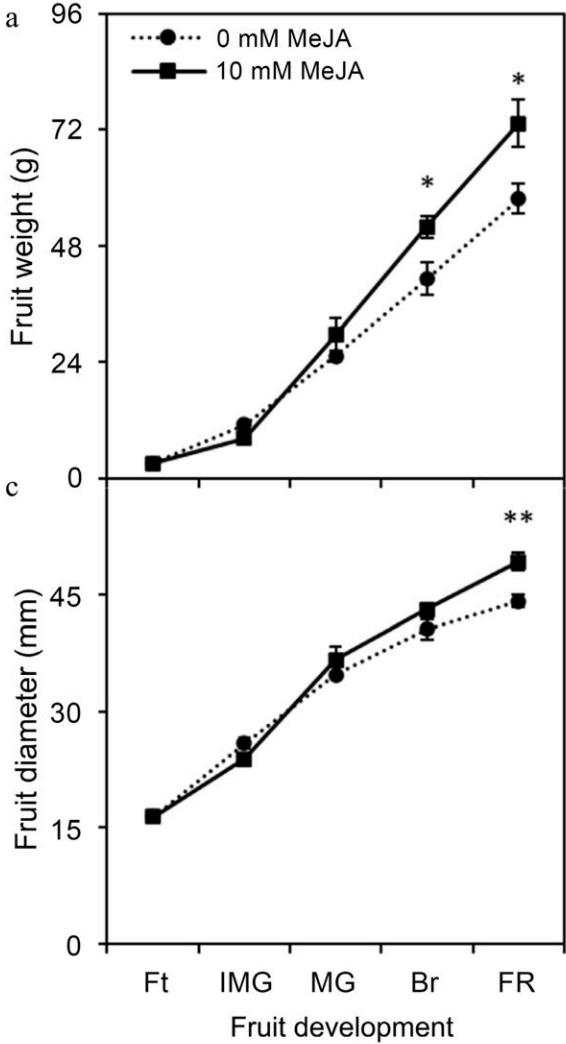 a
96
72
48
24
0
Fruit weight (g)
0 mM MeJA
10 mM MeJA
*
*
c
45
30
15
0
Fruit diameter (mm)
**
Ft IMG MG Br FR
Fruit development